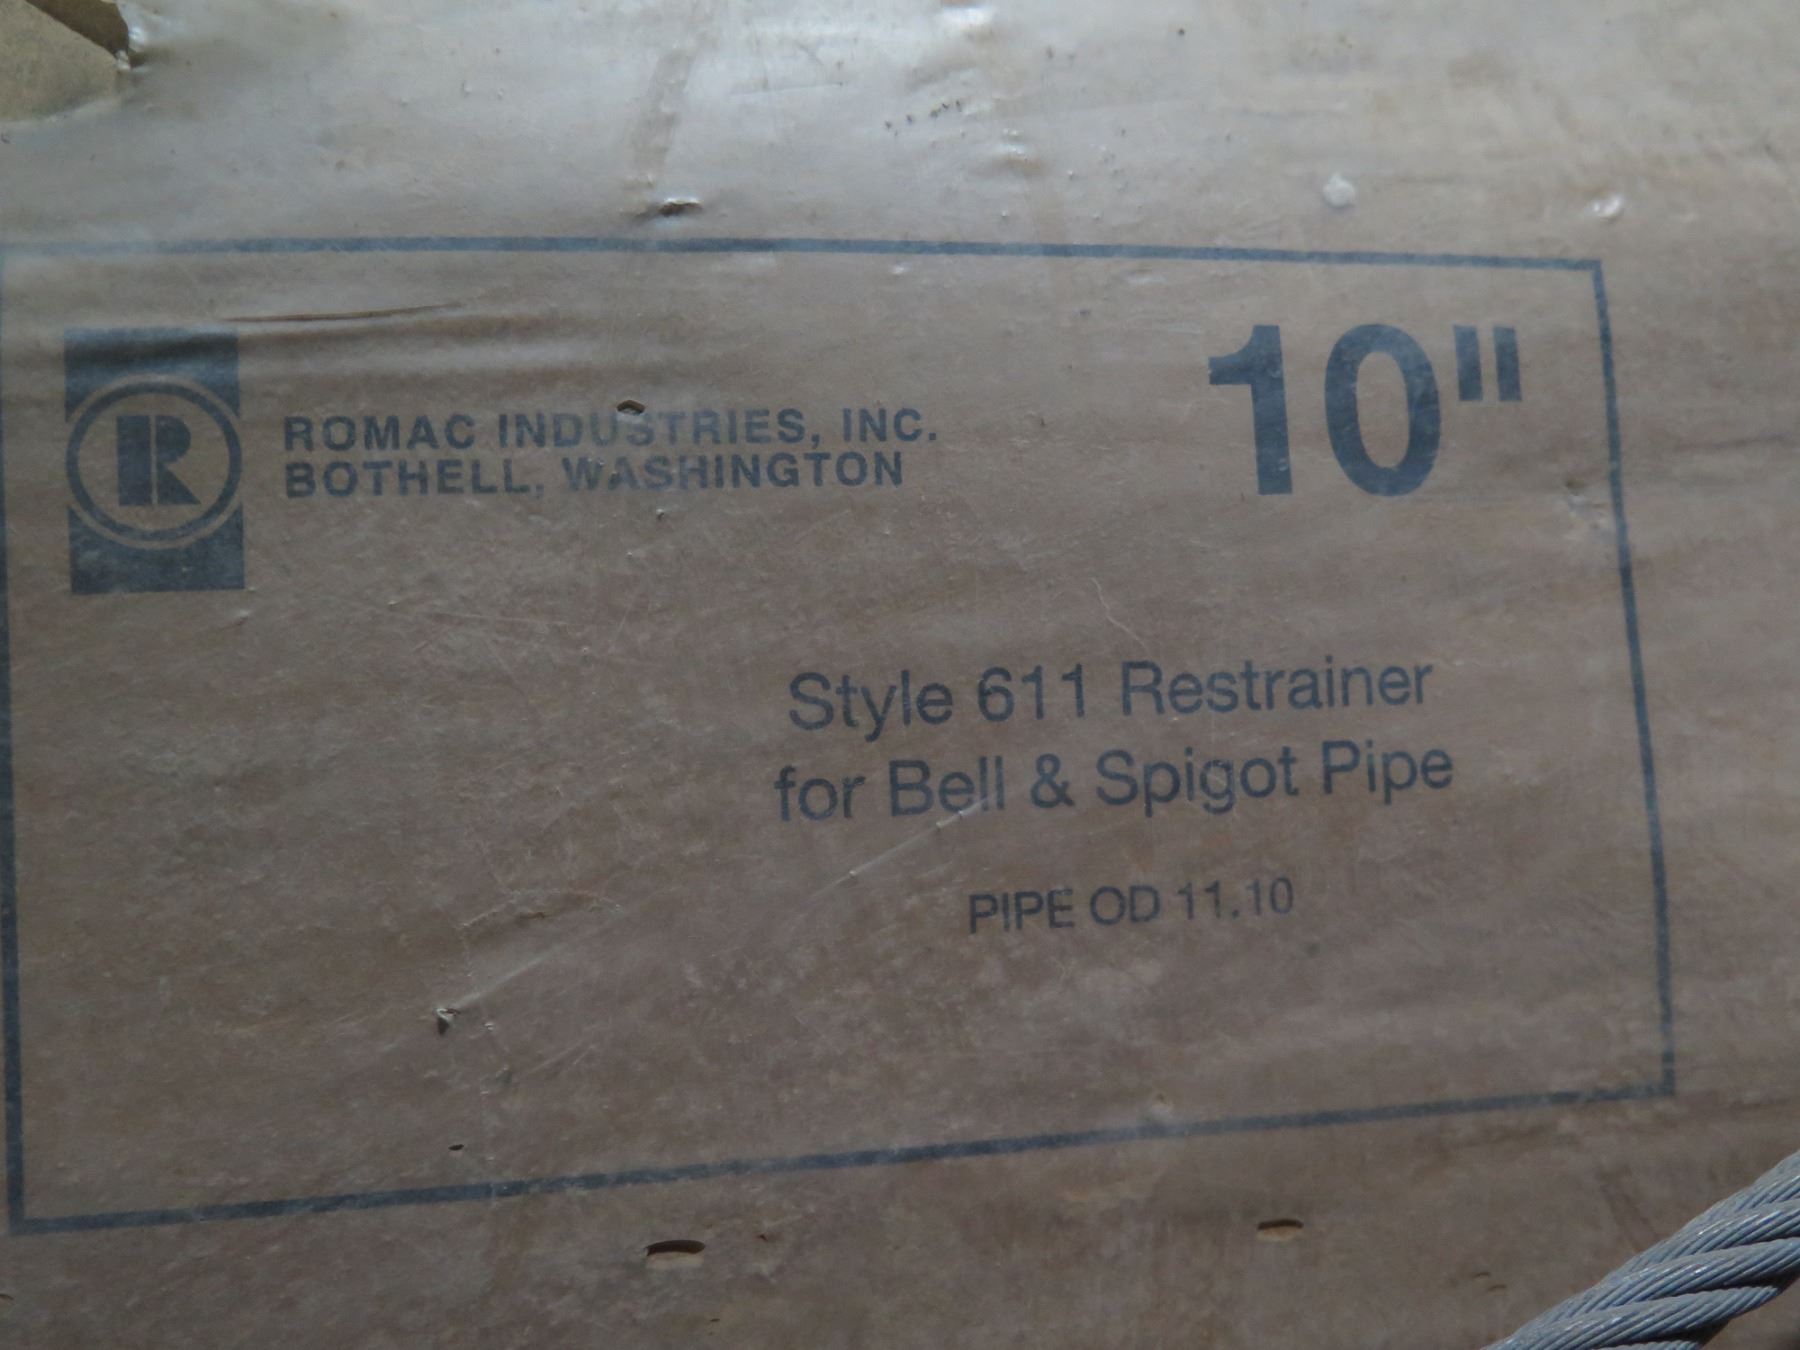 R
ROMAC INDUSTRIES, INC.
BOTHELL, WASHINGTON
10"
Style 611 Restrainer
for Bell & Spigot Pipe
PIPE OD 11.10